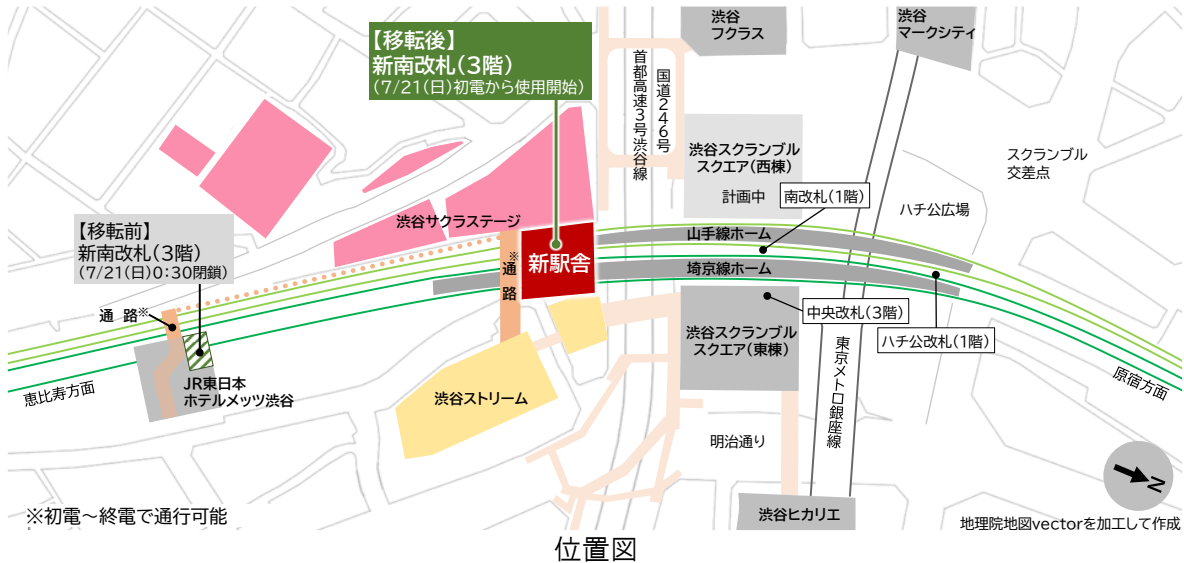 渋谷
フクラス
渋谷
マークシティ
【移転後】
新南改札(3階)
(7/21(日)初電から使用開始)
首都高速3号渋谷線
国道246号
渋谷スクランブル
スクエア(西棟)
計画中
スクランブル
交差点
南改札(1階)
ハチ公広場
渋谷サクラステージ
【移転前】
新南改札(3階)
(7/21(日)0:30閉鎖)
山手線ホーム
※通路
新駅舎
埼京線ホーム
通 路※
中央改札(3階)
渋谷スクランブル
スクエア(東棟)
ハチ公改札(1階)
東京メトロ銀座線
恵比寿方面
JR東日本
ホテルメッツ渋谷
渋谷ストリーム
原宿方面
明治通り
N
※初電~終電で通行可能
渋谷ヒカリエ
地理院地図vectorを加工して作成
位置図